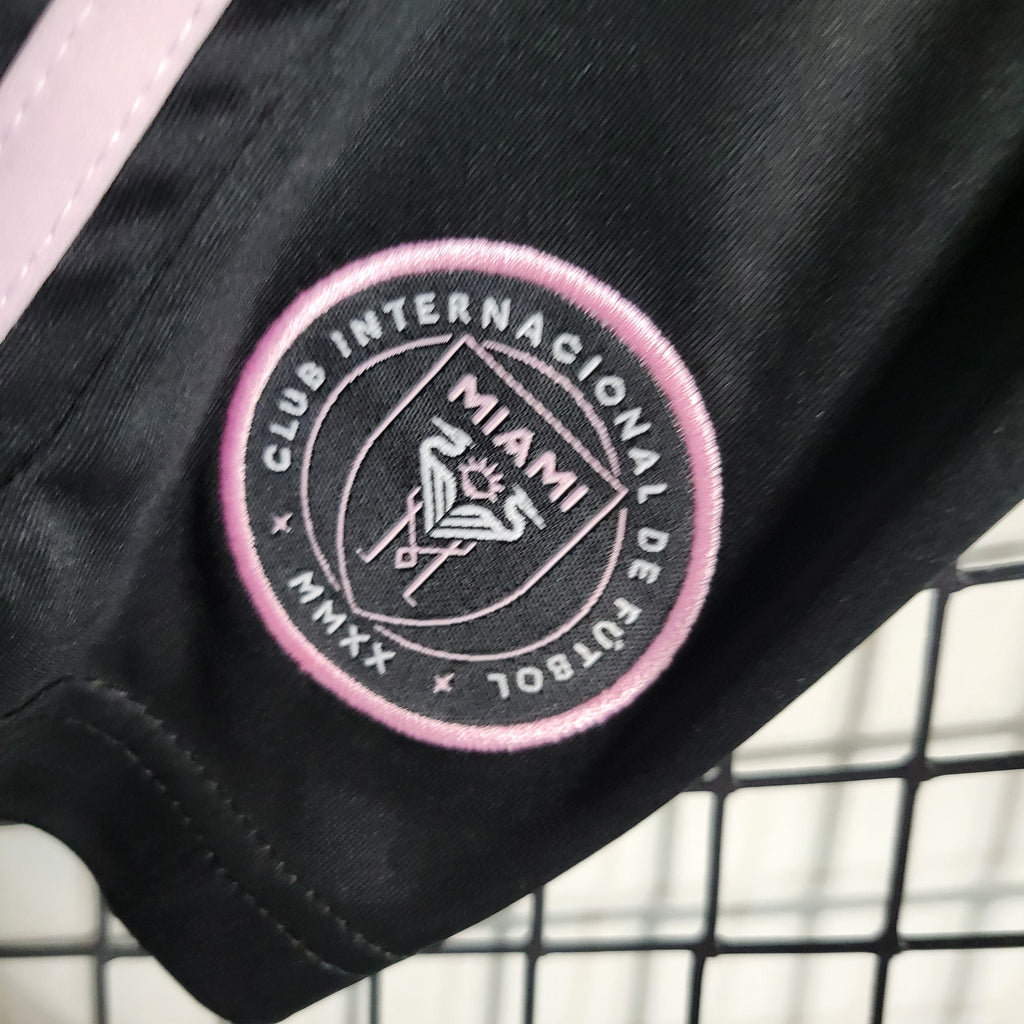 CLUB INTERNACIONAL DE FÚTBOL
MIAMI
MMXX